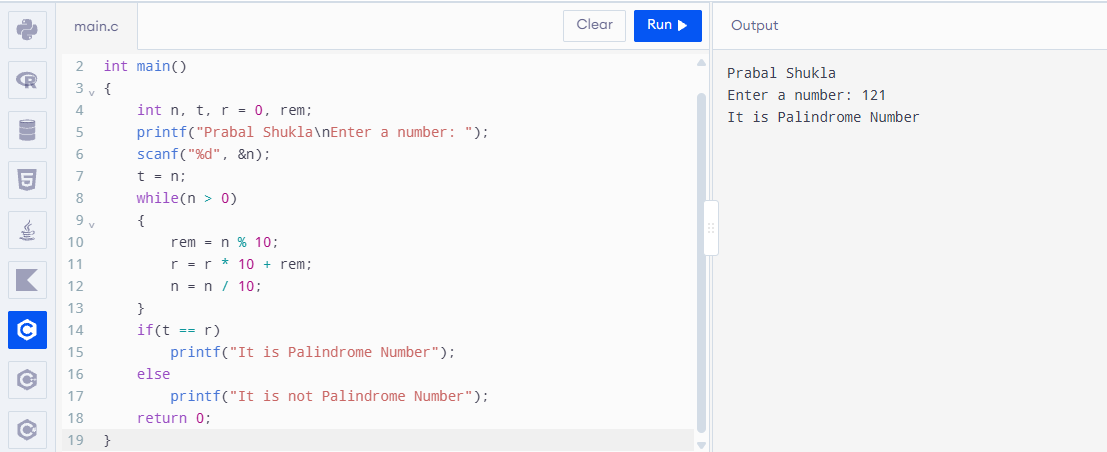 main.c
Clear
Run
Output
2 int main()
3 {
4     int n, t, r = 0, rem;
5     printf("Prabal Shukla\nEnter a number: ");
6     scanf("%d", &n);
7     t = n;
8     while(n > 0)
9     {
10         rem = n % 10;
11         r = r * 10 + rem;
12         n = n / 10;
13     }
14     if(t == r)
15         printf("It is Palindrome Number");
16     else
17         printf("It is not Palindrome Number");
18     return 0;
19 }
Prabal Shukla
Enter a number: 121
It is Palindrome Number